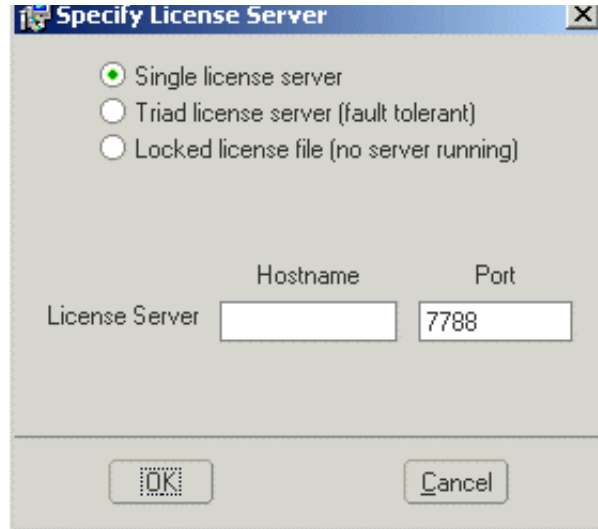 Specify License Server
Single license server
Triad license server (fault tolerant)
Locked license file (no server running)
Hostname Port
License Server 7788
OK Cancel